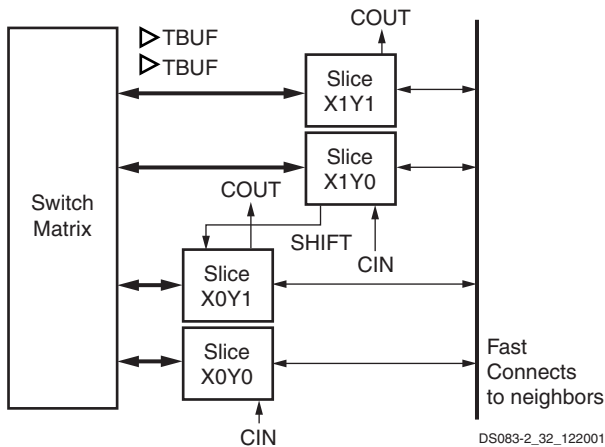 COUT
TBUF
TBUF
Slice
X1Y1
Slice
X1Y0
COUT
Switch
Matrix
SHIFT
CIN
Slice
X0Y1
Slice
X0Y0
Fast
Connects
to neighbors
CIN
DS083-2_32_122001